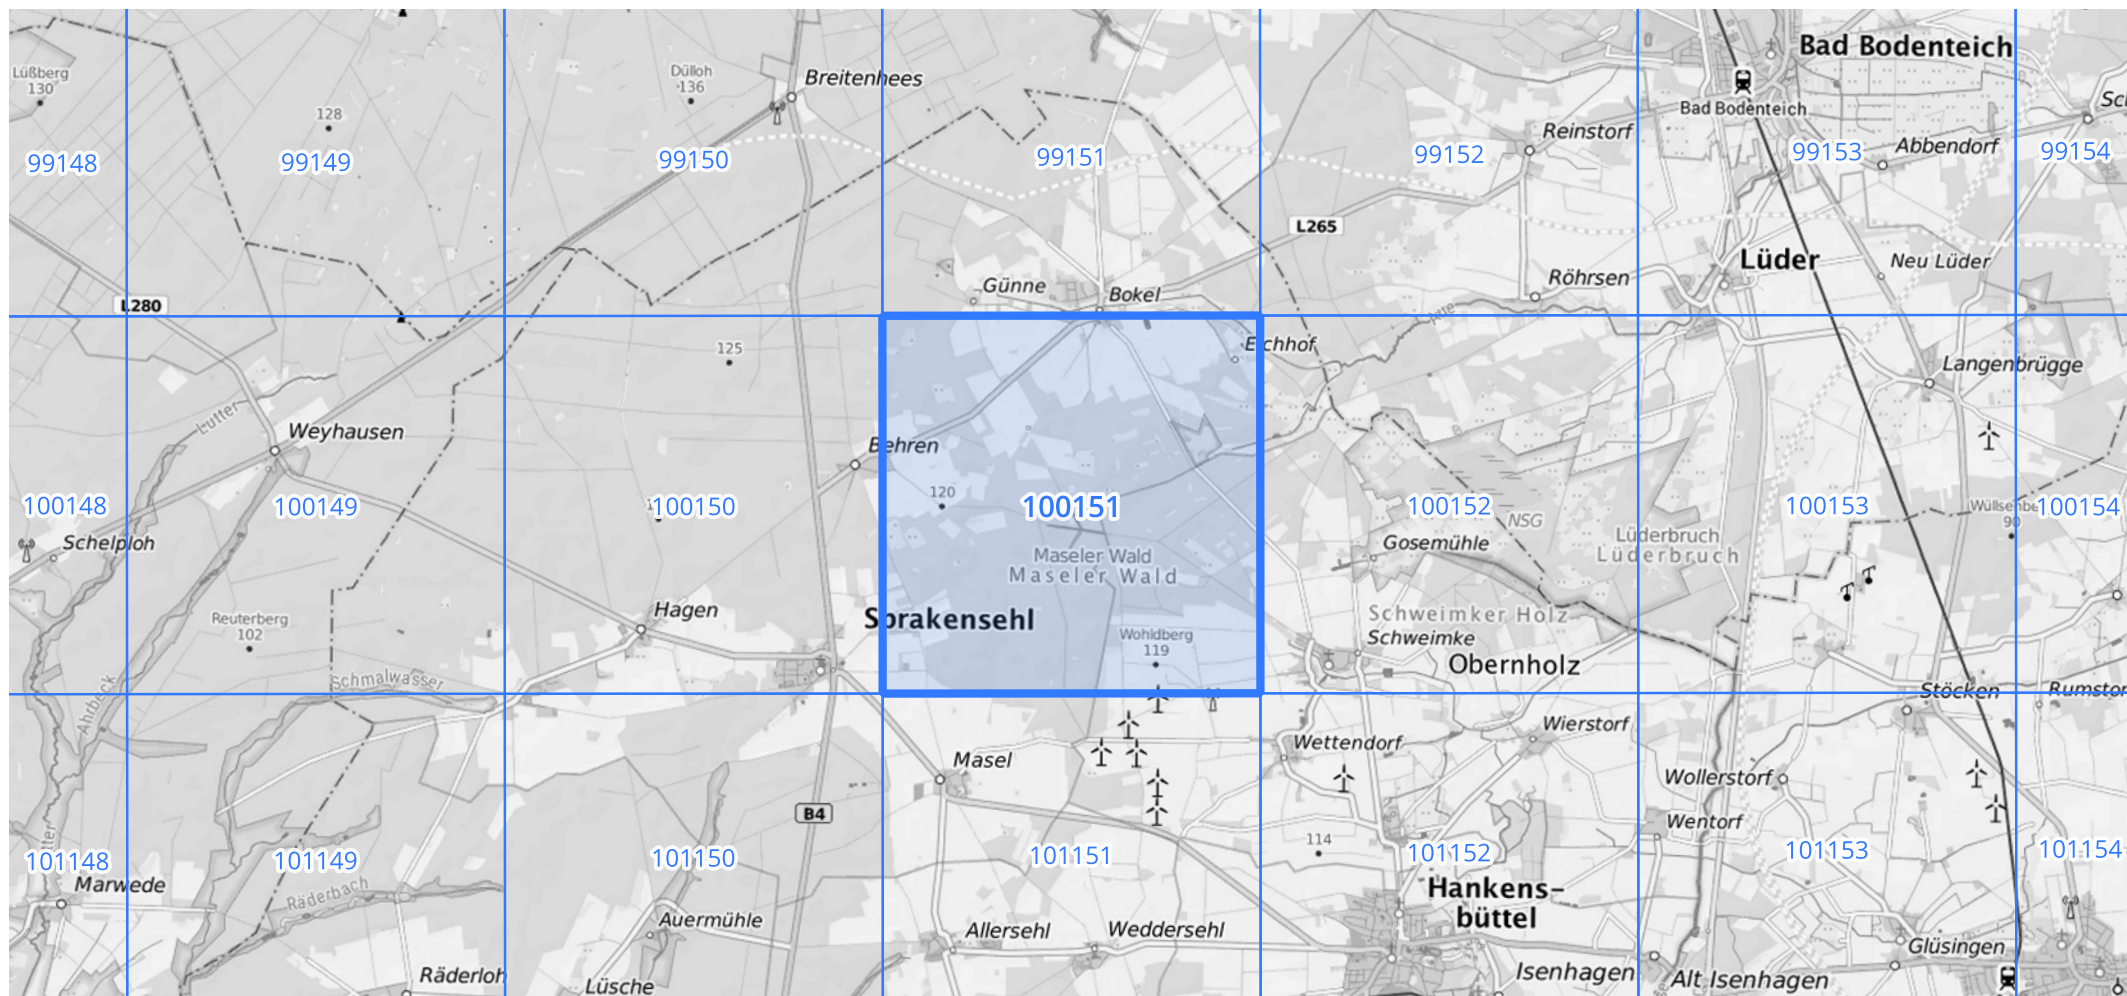 Bad Bodenteich
Lüßberg
130
Dülloh
136
Breitenhees
Bad Bodenteich
128
Reinstorf
Abbendorf
99148
99149
99150
99151
99152
99153
99154
L265
Lüder
Neu Lüder
Günne
Bokel
Röhrsen
L280
125
Eichhof
Langenbrügge
Lutter
Weyhausen
Behren
120
100148
100149
100150
100151
100152
100153
100154
NSG
Wüllsenbe
90
Schelploh
Gosemühle
Lüderbruch
Lüderbruch
Maseler Wald
Maseler Wald
Reuterberg
102
Hagen
Sprakensehl
Wohldberg
119
Schweimker Holz
Schweimke
Obernholz
Schmalwasser
Ahrbeck
Stöcken
Rumstor
Masel
Wettendorf
Wierstorf
Wollerstorf
B4
Wentorf
114
101148
101149
101150
101151
101152
101153
101154
Marwede
Räderbach
Hankens-
büttel
Auermühle
Allersehl
Weddersehl
Glüsingen
Räderloh
Lüsche
Isenhagen
Alt Isenhagen